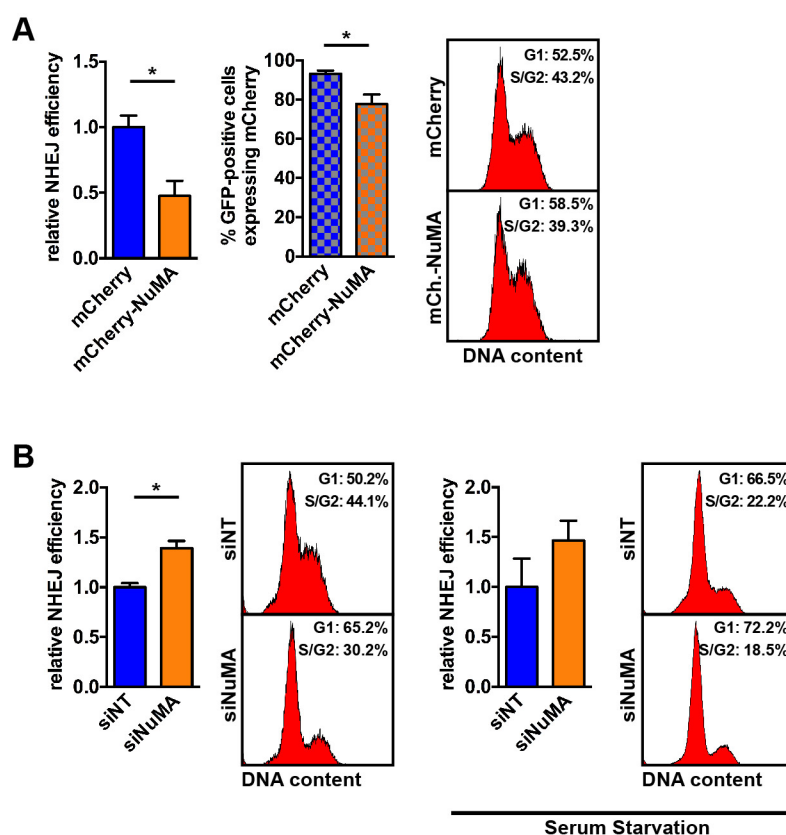 A
relative NHEJ efficiency
1.5
1.0
0.5
0.0
*
mCherry
mCherry-NuMA
% GFP-positive cells
expressing mCherry
100
80
60
40
20
0
*
mCherry
mCherry-NuMA
mCherry
G1: 52.5%
S/G2: 43.2%
mCh.-NuMA
G1: 58.5%
S/G2: 39.3%
DNA content
B
relative NHEJ efficiency
2.0
1.5
1.0
0.5
0.0
*
siNT
siNuMA
siNT
G1: 50.2%
S/G2: 44.1%
siNuMA
G1: 65.2%
S/G2: 30.2%
DNA content
relative NHEJ efficiency
2.0
1.5
1.0
0.5
0.0
siNT
siNuMA
siNT
G1: 66.5%
S/G2: 22.2%
siNuMA
G1: 72.2%
S/G2: 18.5%
DNA content
Serum Starvation